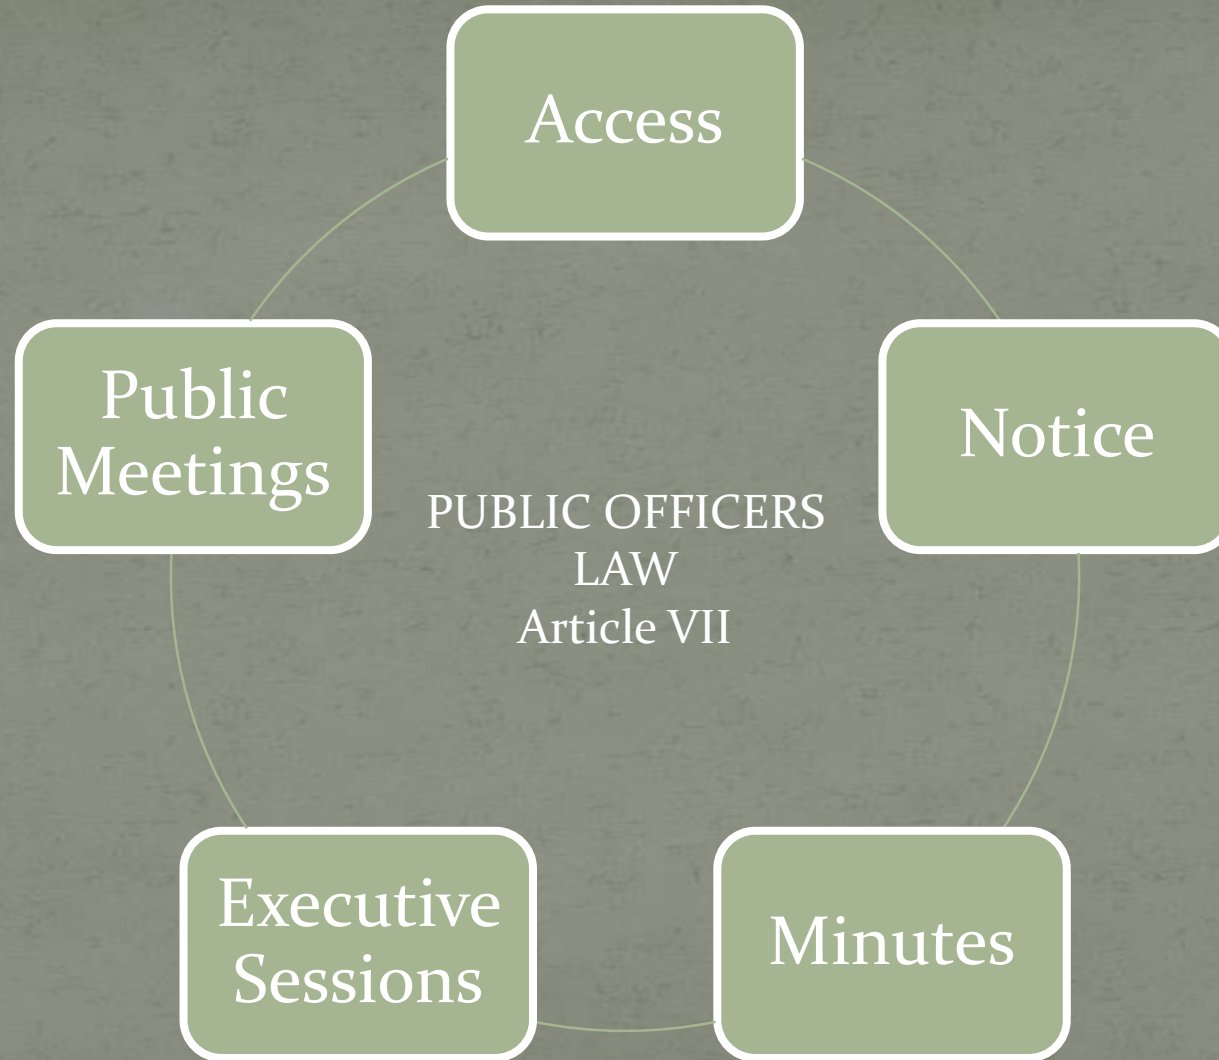 Access
Notice
Minutes
Executive
Sessions
Public
Meetings
PUBLIC OFFICERS
LAW
Article VII